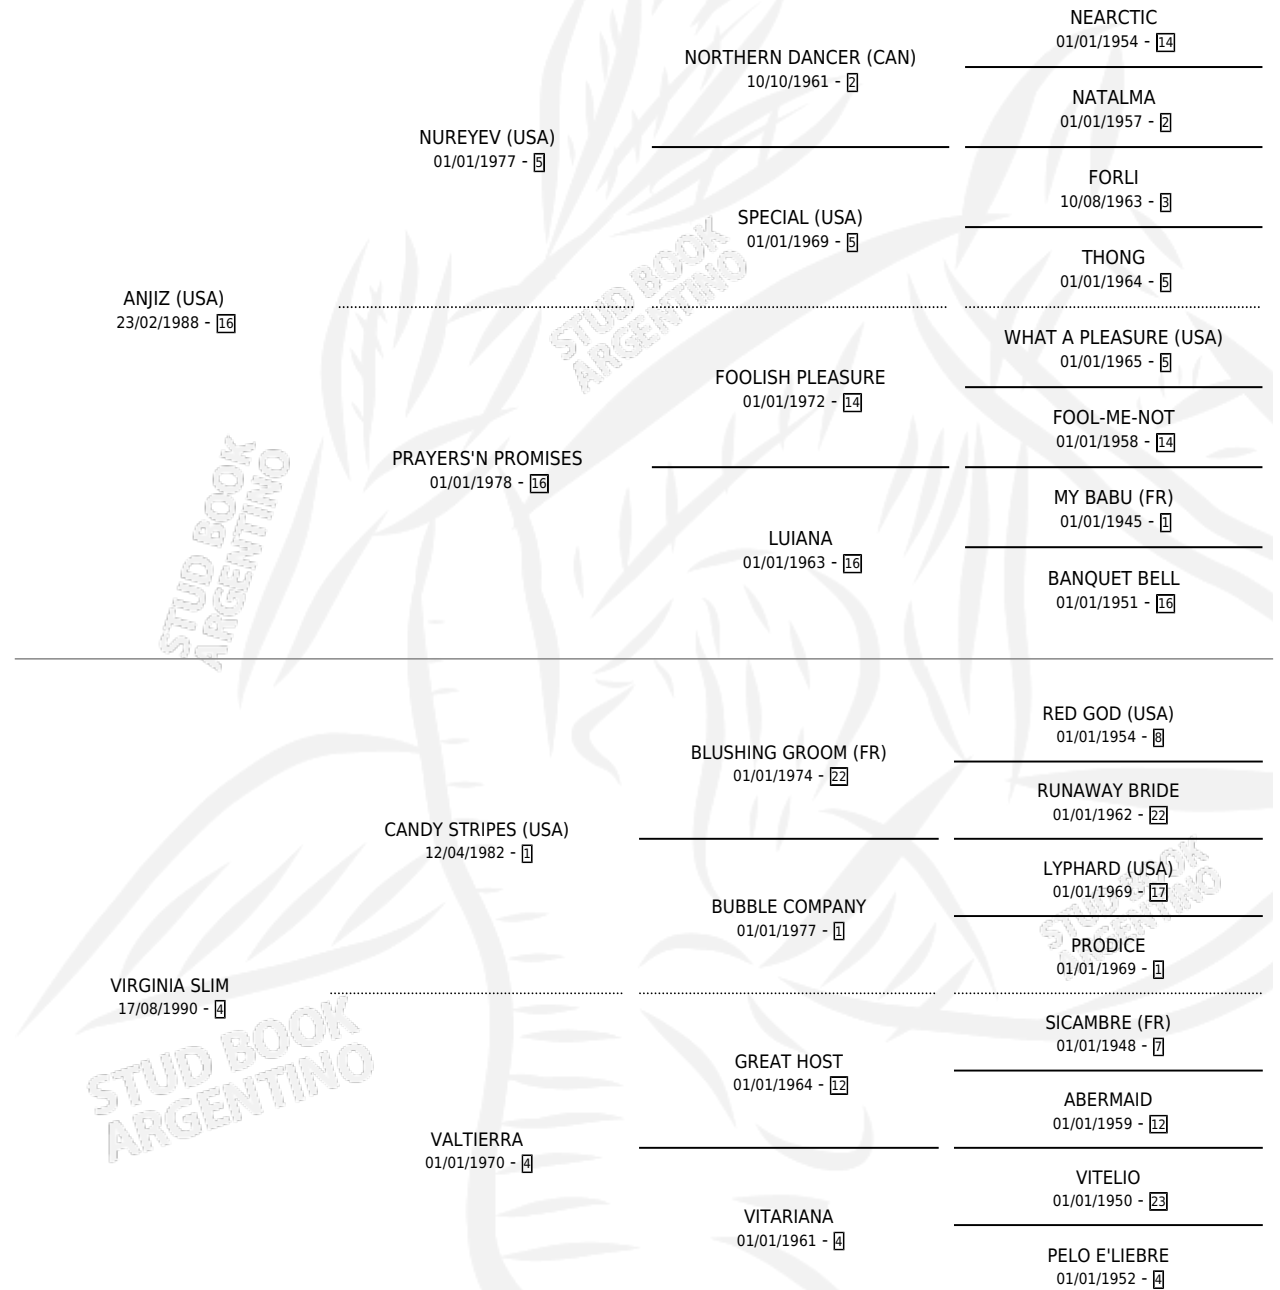 NEARCTIC
01/01/1954 - 14
NORTHERN DANCER (CAN)
10/10/1961 - 2
NATALMA
01/01/1957 - 2
NUREYEV (USA)
01/01/1977 - 5
FORLI
10/08/1963 - 3
SPECIAL (USA)
01/01/1969 - 5
THONG
01/01/1964 - 5
ANJIZ (USA)
23/02/1988 - 16
STUD BOOK
ARGENTINO
WHAT A PLEASURE (USA)
01/01/1965 - 5
FOOLISH PLEASURE
01/01/1972 - 14
FOOL-ME-NOT
01/01/1958 - 14
PRAYERS'N PROMISES
01/01/1978 - 16
MY BABU (FR)
01/01/1945 - 1
LUIANA
01/01/1963 - 16
BANQUET BELL
01/01/1951 - 16
STUD BOOK
ARGENTINO
RED GOD (USA)
01/01/1954 - 8
BLUSHING GROOM (FR)
01/01/1974 - 22
RUNAWAY BRIDE
01/01/1962 - 22
CANDY STRIPES (USA)
12/04/1982 - 1
LYPHARD (USA)
01/01/1969 - 17
BUBBLE COMPANY
01/01/1977 - 1
STUD BOOK
ARGENTINO
PRODICE
01/01/1969 - 1
VIRGINIA SLIM
17/08/1990 - 4
SICAMBRE (FR)
01/01/1948 - 7
GREAT HOST
01/01/1964 - 12
STUD BOOK
ARGENTINO
ABERMAID
01/01/1959 - 12
VALTIERRA
01/01/1970 - 4
VITELIO
01/01/1950 - 23
VITARIANA
01/01/1961 - 4
PELO E'LIEBRE
01/01/1952 - 4